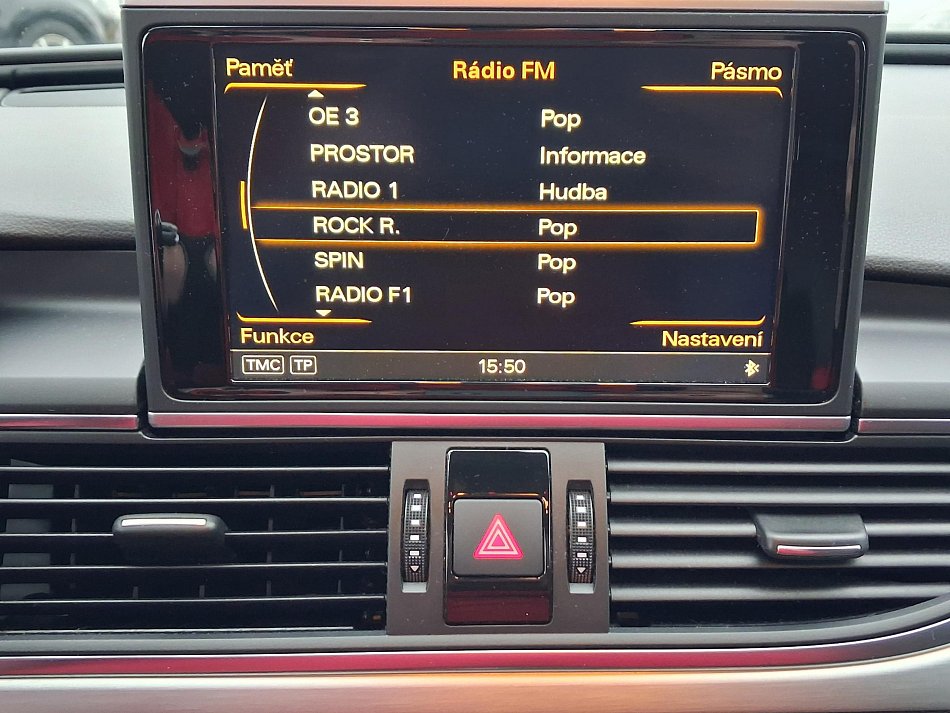 Paměť Rádio FM Pásmo
OE 3 Pop
PROSTOR Informace
RADIO 1 Hudba
ROCK R. Pop
SPIN Pop
RADIO F1 Pop
Funkce Nastavení
TMC TP 15:50